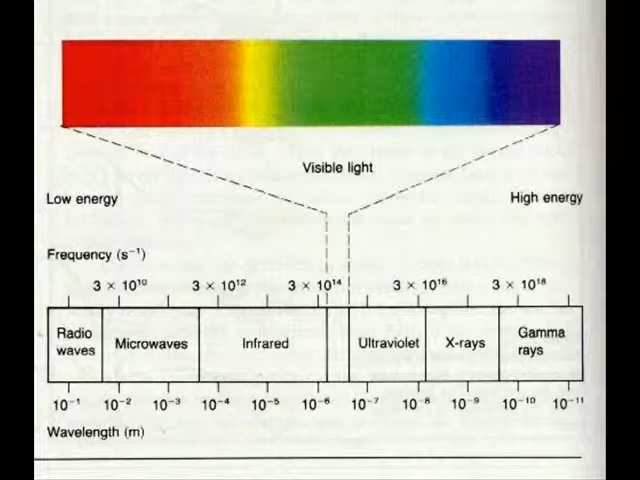 Visible light
Low energy
High energy
Frequency (s⁻¹)
3 × 10¹⁰ 3 × 10¹² 3 × 10¹⁴ 3 × 10¹⁶ 3 × 10¹⁸
Radio waves Microwaves Infrared Ultraviolet X-rays Gamma rays
10⁻¹ 10⁻² 10⁻³ 10⁻⁴ 10⁻⁵ 10⁻⁶ 10⁻⁷ 10⁻⁸ 10⁻⁹ 10⁻¹⁰ 10⁻¹¹
Wavelength (m)